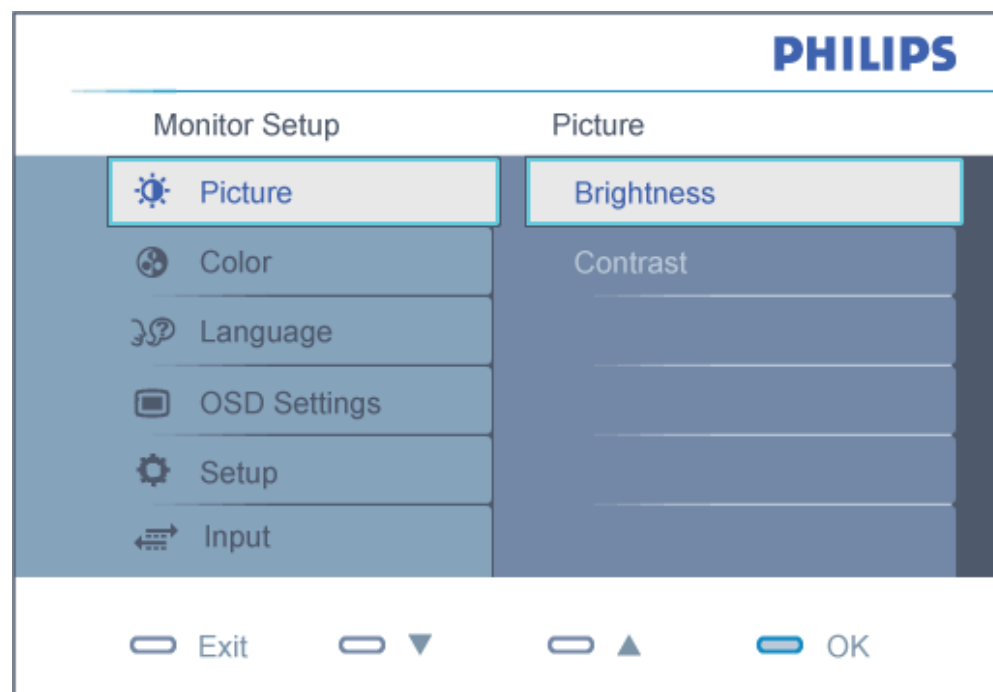 PHILIPS
Monitor Setup Picture
Picture Brightness
Color Contrast
Language
OSD Settings
Setup
Input
Exit ▼ ▲ OK